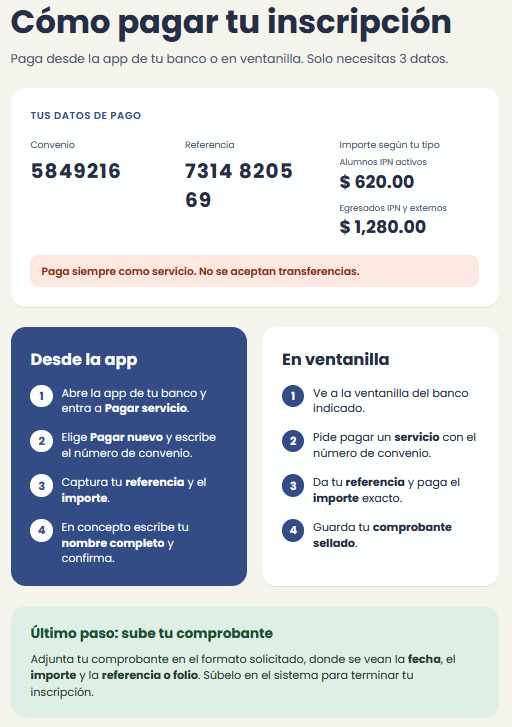 Cómo pagar tu inscripción
Paga desde la app de tu banco o en ventanilla. Solo necesitas 3 datos.
TUS DATOS DE PAGO
Convenio
5849216
Referencia
7314 8205
69
Importe según tu tipo
Alumnos IPN activos
$ 620.00
Egresados IPN y externos
$ 1,280.00
Paga siempre como servicio. No se aceptan transferencias.
Desde la app
1 Abre la app de tu banco y
entra a Pagar servicio.
2 Elige Pagar nuevo y escribe
el número de convenio.
3 Captura tu referencia y el
importe.
4 En concepto escribe tu
nombre completo y
confirma.
En ventanilla
1 Ve a la ventanilla del banco
indicado.
2 Pide pagar un servicio con el
número de convenio.
3 Da tu referencia y paga el
importe exacto.
4 Guarda tu comprobante
sellado.
Último paso: sube tu comprobante
Adjunta tu comprobante en el formato solicitado, donde se vean la fecha, el
importe y la referencia o folio. Súbelo en el sistema para terminar tu
inscripción.